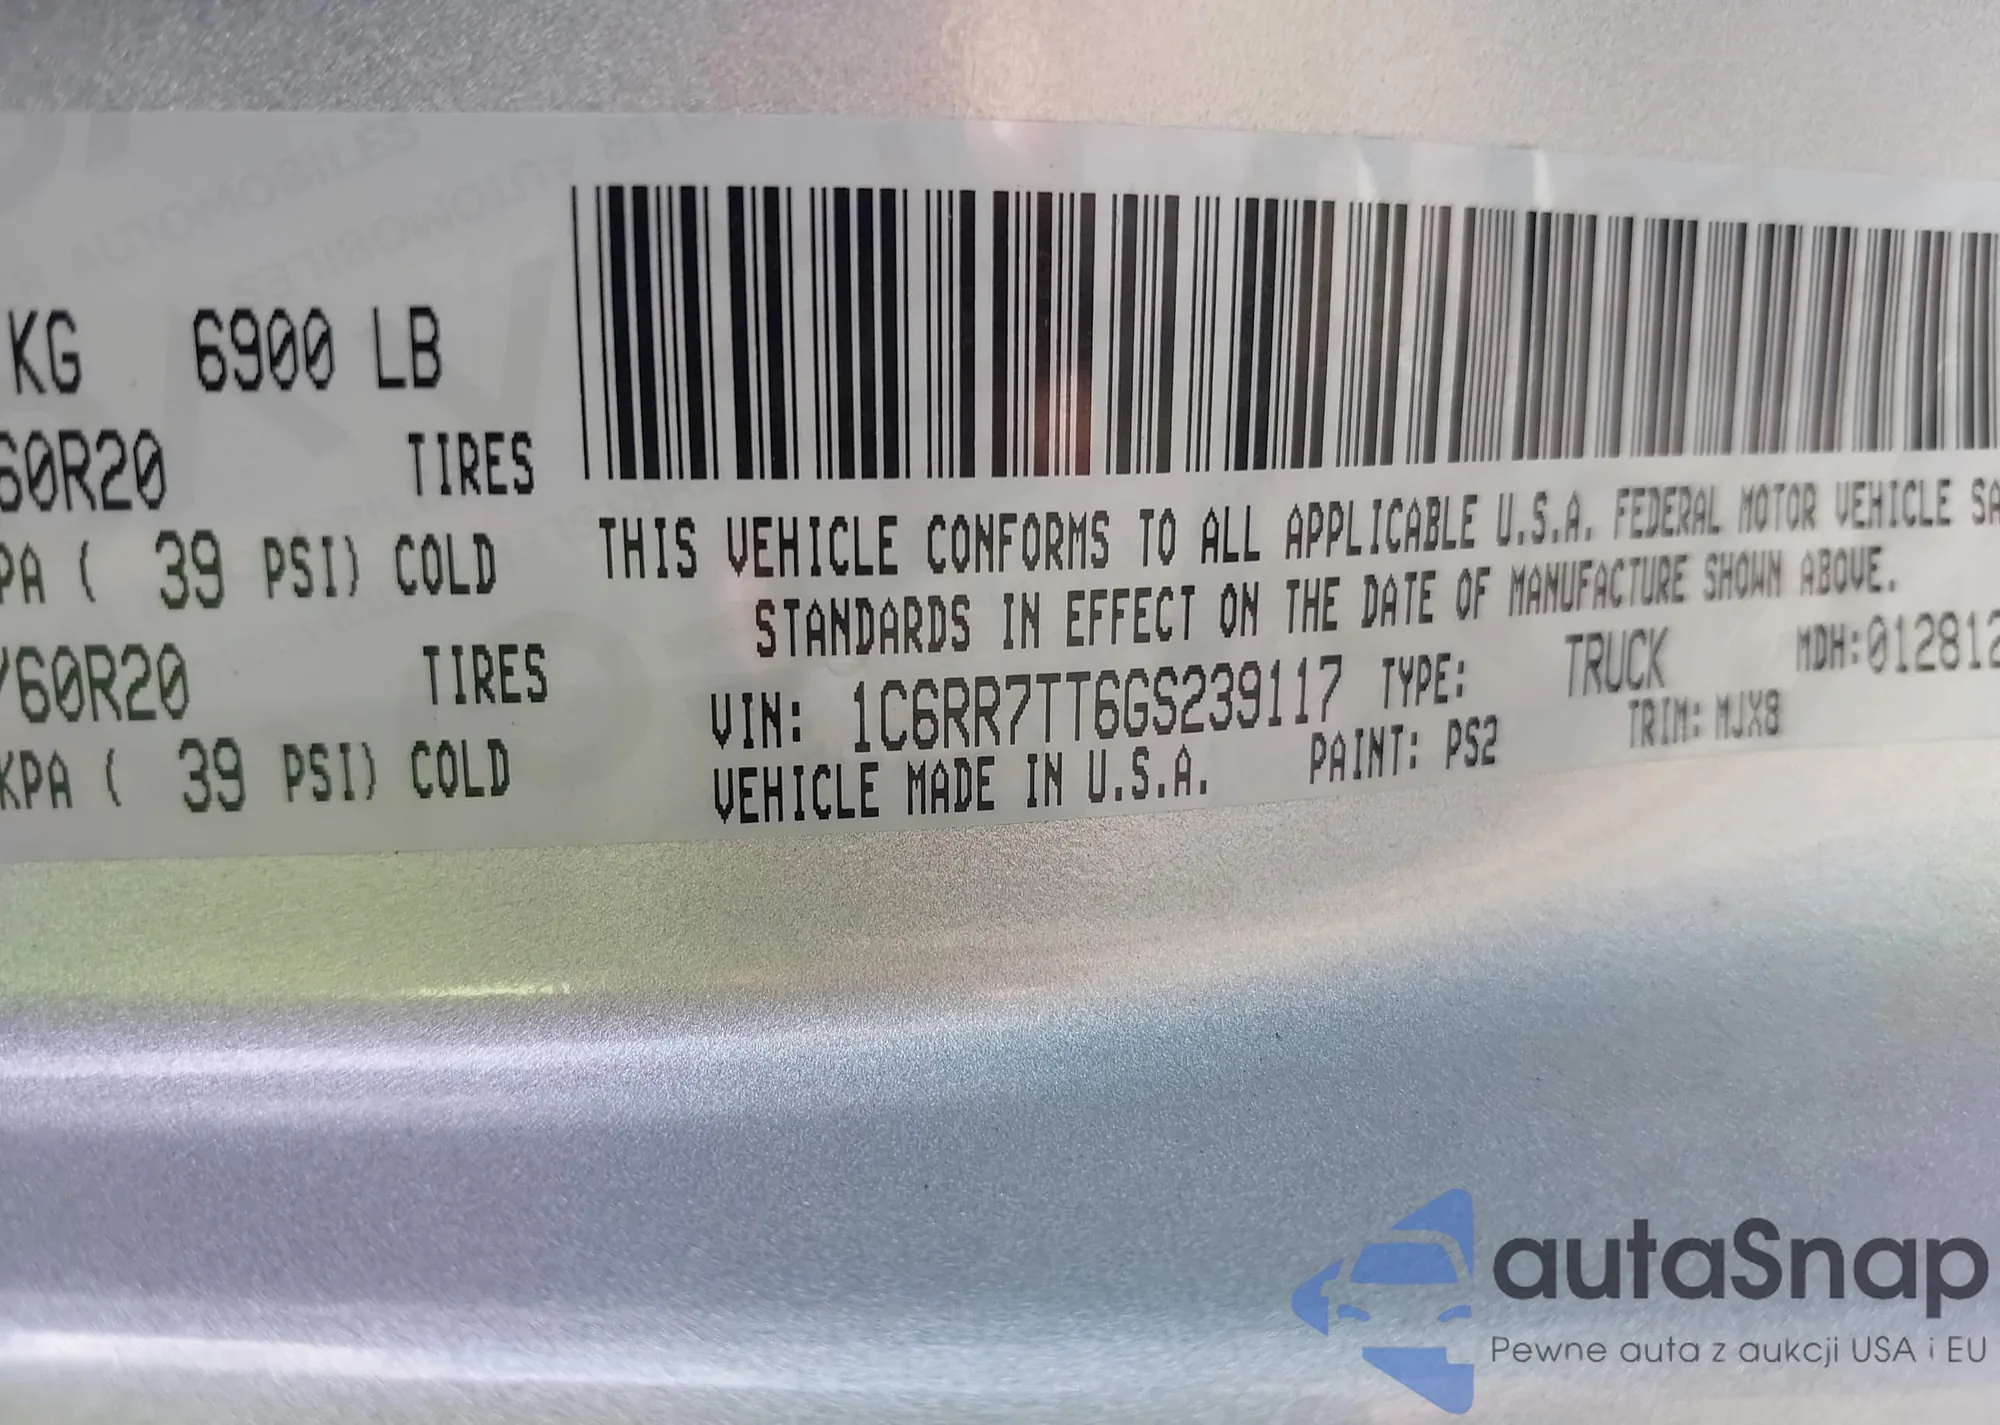 KG 6900 LB
60R20 TIRES
PA ( 39 PSI) COLD
/60R20 TIRES
KPA ( 39 PSI) COLD
THIS VEHICLE CONFORMS TO ALL APPLICABLE U.S.A. FEDERAL MOTOR VEHICLE SA
STANDARDS IN EFFECT ON THE DATE OF MANUFACTURE SHOWN ABOVE.
VIN: 1C6RR7TT6GS239117 TYPE: TRUCK MDH:012812
VEHICLE MADE IN U.S.A. PAINT: PS2 TRIM: MJX8
autaSnap
Pewne auta z aukcji USA i EU